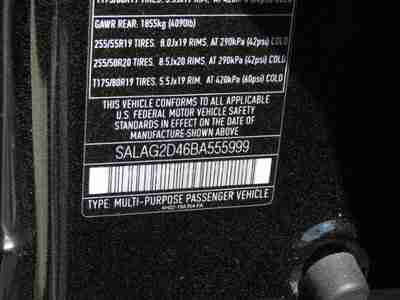 GAWR REAR: 1855kg (4090lb)
255/55R19 TIRES. 8.0Jx19 RIMS, AT 290kPa (42psi) COLD
255/50R20 TIRES. 8.5Jx20 RIMS, AT 290kPa (42psi) COLD
T175/80R19 TIRES. 5.5Jx19 RIM, AT 420kPa (60psi) COLD
THIS VEHICLE CONFORMS TO ALL APPLICABLE
U.S. FEDERAL MOTOR VEHICLE SAFETY
STANDARDS IN EFFECT ON THE DATE OF
MANUFACTURE SHOWN ABOVE.
SALAG2D46BA555999
TYPE: MULTI-PURPOSE PASSENGER VEHICLE